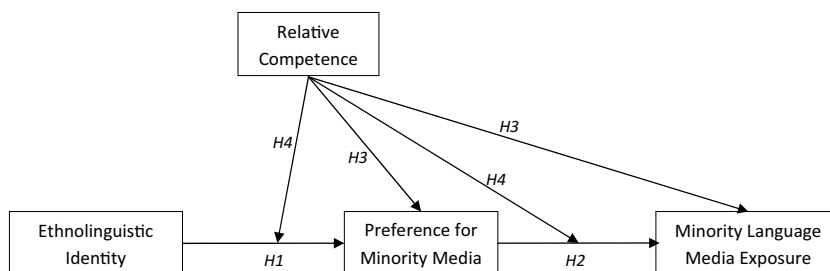 Relative
Competence
H4
H3
H4
H3
Ethnolinguistic
Identity
H1
Preference for
Minority Media
H2
Minority Language
Media Exposure